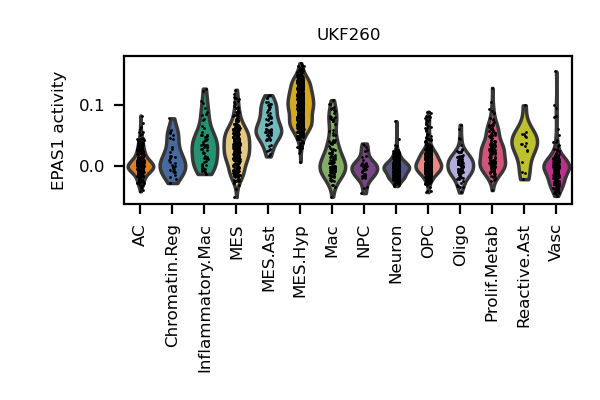 UKF260
EPAS1 activity
0.1
0.0
AC
Chromatin.Reg
Inflammatory.Mac
MES
MES.Ast
MES.Hyp
Mac
NPC
Neuron
OPC
Oligo
Prolif.Metab
Reactive.Ast
Vasc